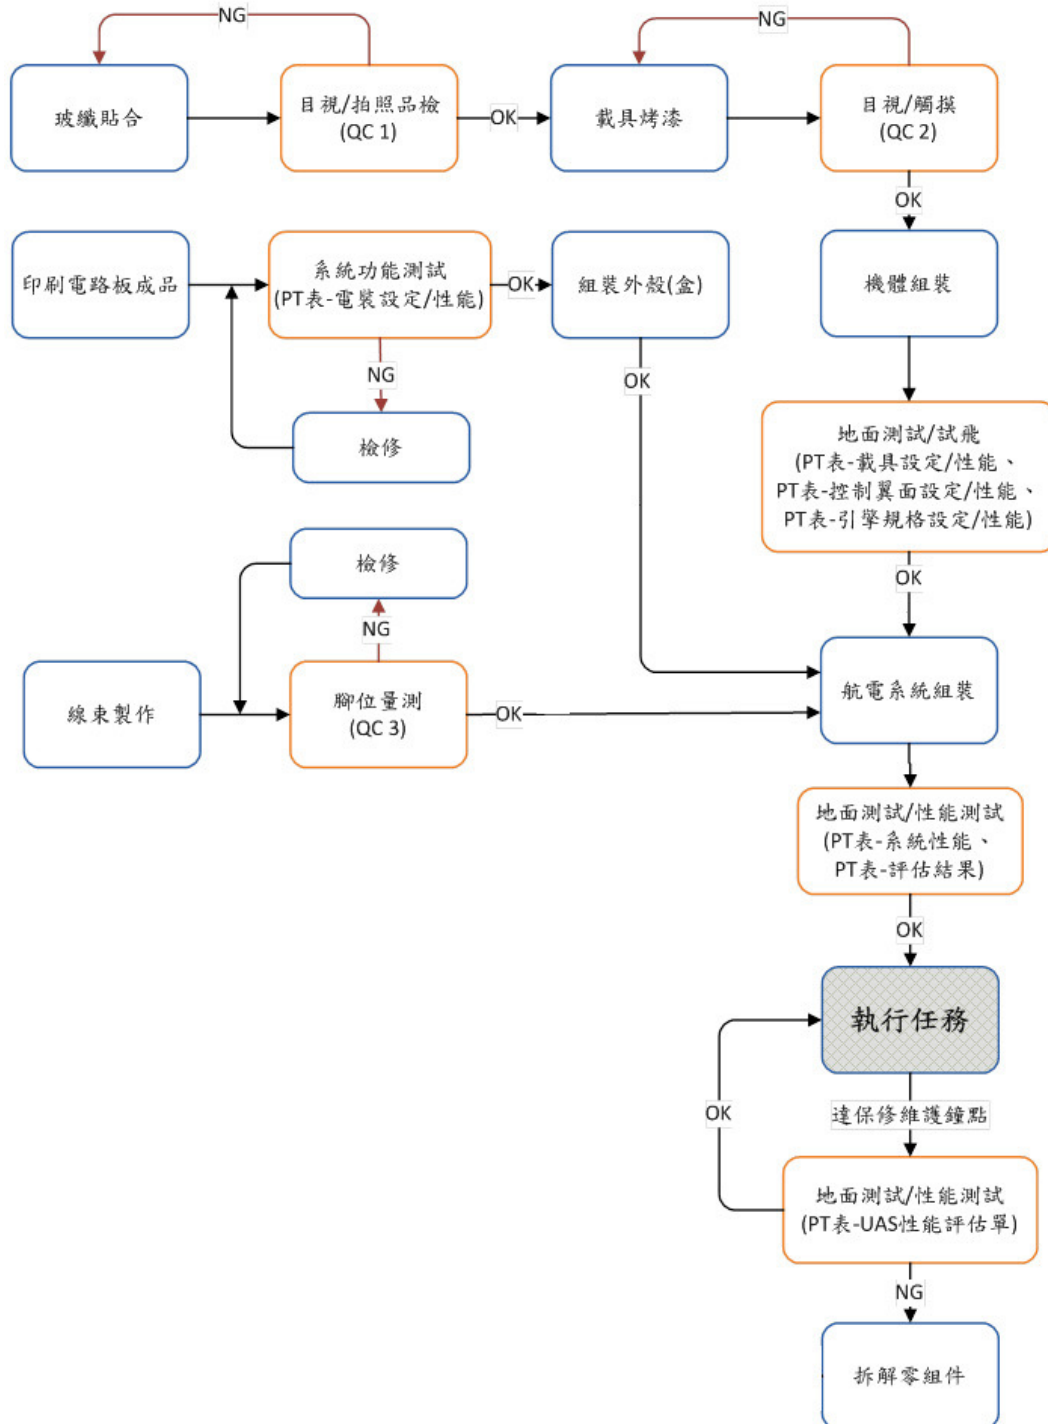 NG
NG
玻纖貼合
目視/拍照品檢
(QC 1)
OK
載具烤漆
目視/觸摸
(QC 2)
OK
印刷電路板成品
系統功能測試
(PT表-電裝設定/性能)
OK
組裝外殼(盒)
機體組裝
NG
OK
檢修
地面測試/試飛
(PT表-載具設定/性能、
PT表-控制翼面設定/性能、
PT表-引擎規格設定/性能)
OK
檢修
NG
線束製作
腳位量測
(QC 3)
OK
航電系統組裝
地面測試/性能測試
(PT表-系統性能、
PT表-評估結果)
OK
執行任務
OK
達保修維護鐘點
地面測試/性能測試
(PT表-UAS性能評估單)
NG
拆解零組件